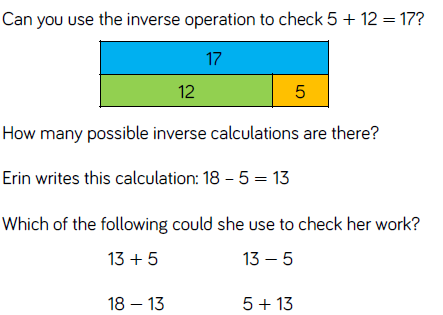 Can you use the inverse operation to check 5 + 12 = 17?
17
12 5
How many possible inverse calculations are there?
Erin writes this calculation: 18 – 5 = 13
Which of the following could she use to check her work?
13 + 5 13 – 5
18 – 13 5 + 13